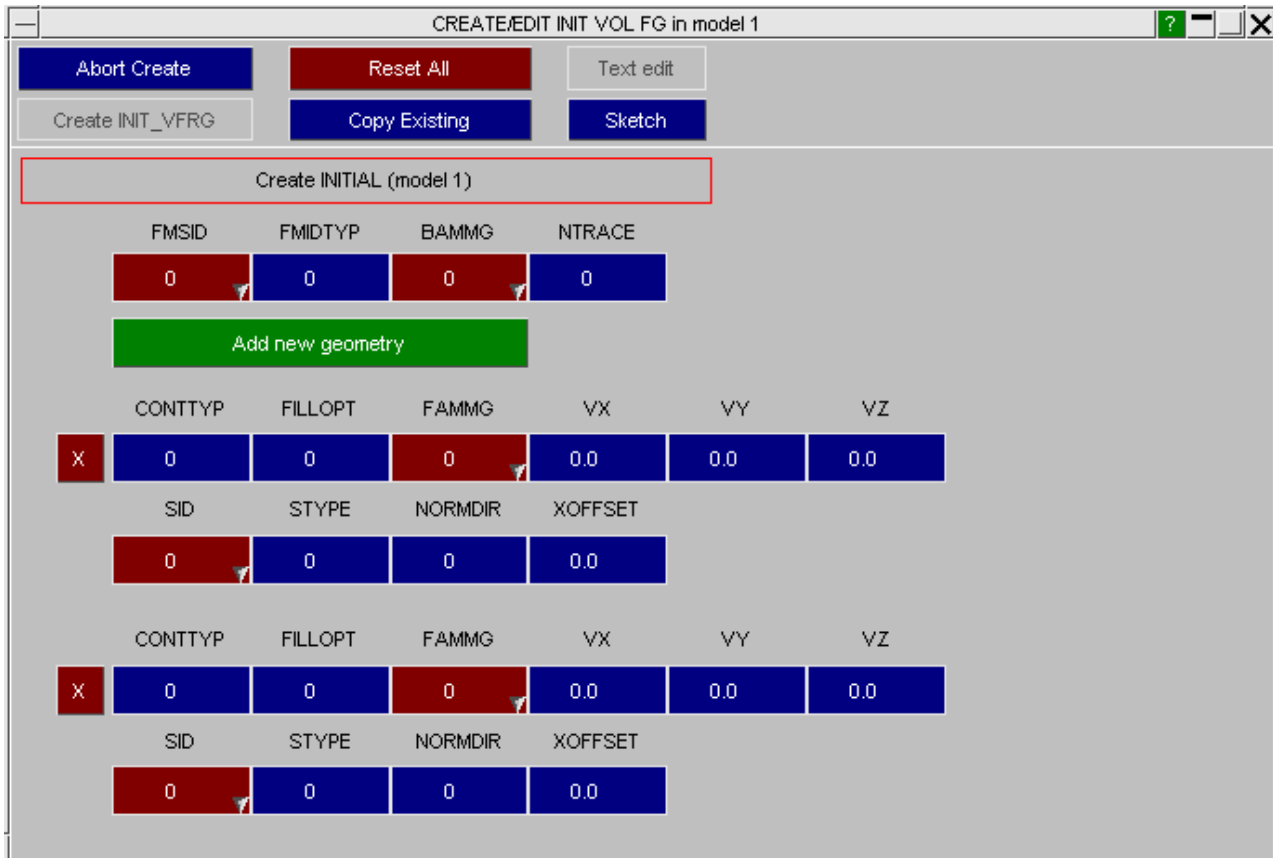 CREATE/EDIT INIT VOL FG in model 1 ?
Abort Create Reset All Text edit
Create INIT_VFRG Copy Existing Sketch
Create INITIAL (model 1)
FMSID FMIDTYP BAMMG NTRACE
0 0 0 0
Add new geometry
CONTTYP FILLOPT FAMMG VX VY VZ
X 0 0 0 0.0 0.0 0.0
SID STYPE NORMDIR XOFFSET
0 0 0 0.0
CONTTYP FILLOPT FAMMG VX VY VZ
X 0 0 0 0.0 0.0 0.0
SID STYPE NORMDIR XOFFSET
0 0 0 0.0